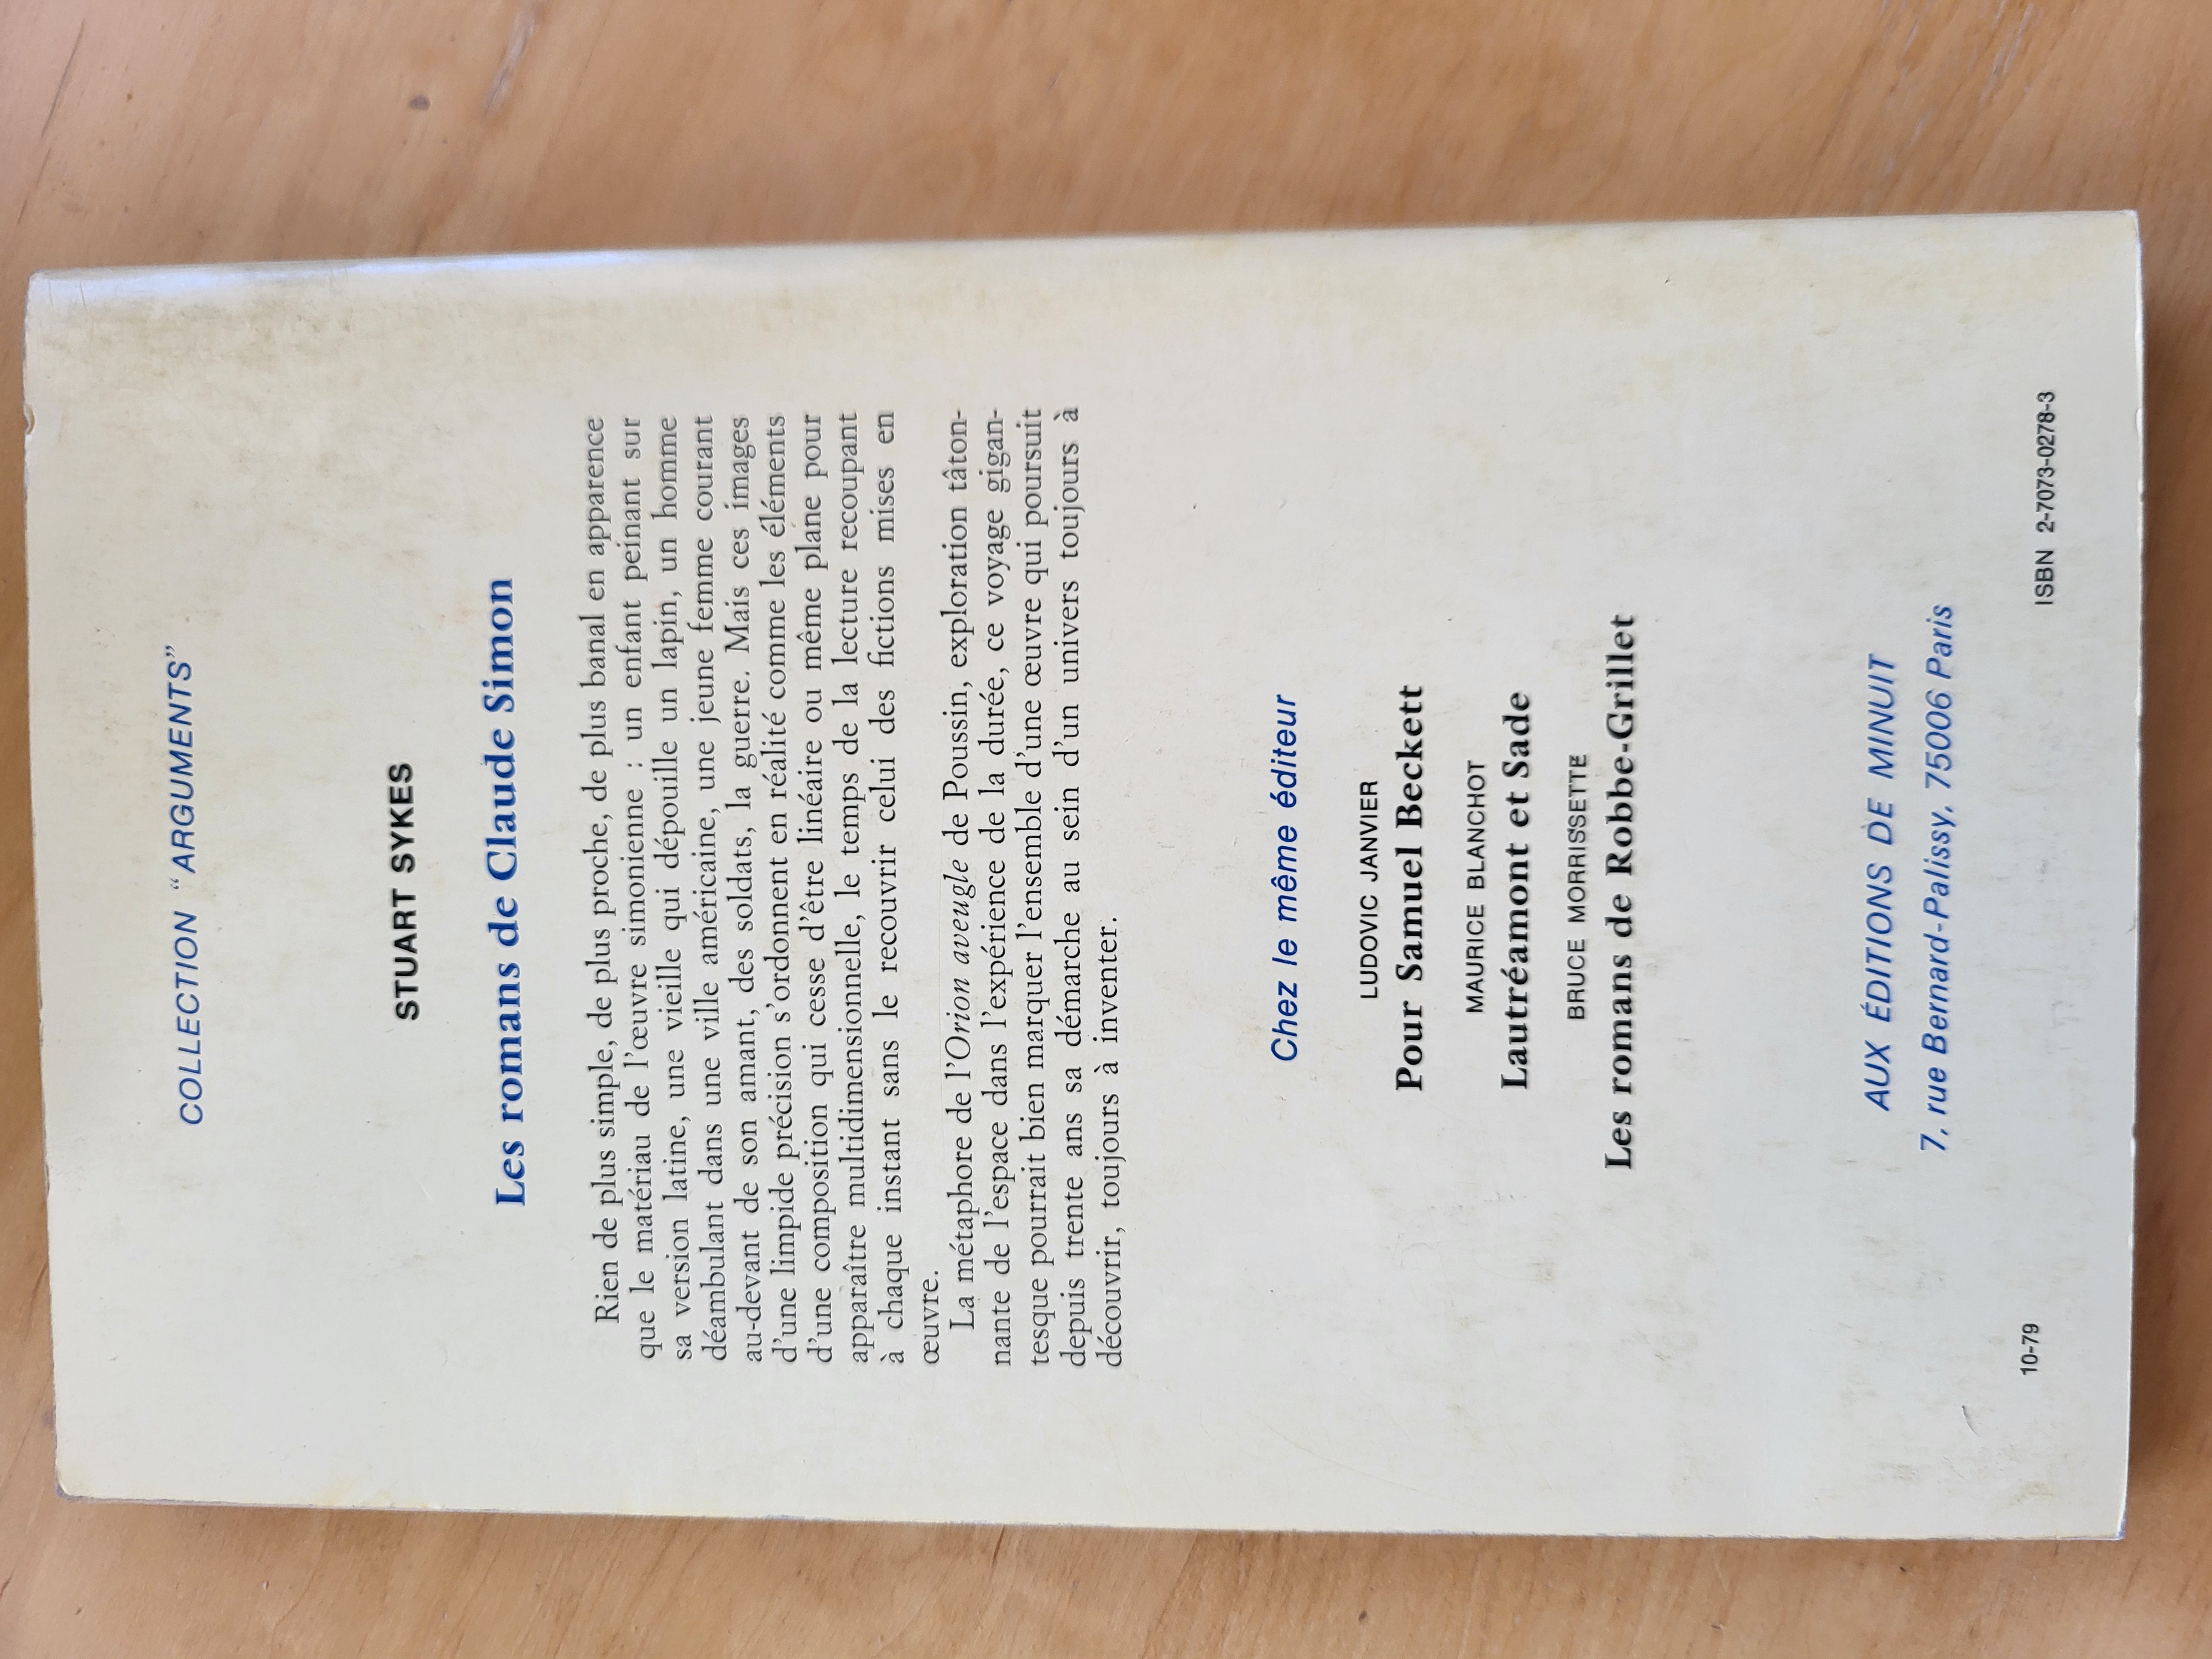 COLLECTION “ARGUMENTS”
STUART SYKES
Les romans de Claude Simon
Rien de plus simple, de plus proche, de plus banal en apparence
que le matériau de l’œuvre simonienne : un enfant peinant sur
sa version latine, une vieille qui dépouille un lapin, un homme
déambulant dans une ville américaine, une jeune femme courant
au-devant de son amant, des soldats, la guerre. Mais ces images
d’une limpide précision s’ordonnent en réalité comme les éléments
d’une composition qui cesse d’être linéaire ou même plane pour
apparaître multidimensionnelle, le temps de la lecture recoupant
à chaque instant sans le recouvrir celui des fictions mises en
œuvre.
La métaphore de l’Orion aveugle de Poussin, exploration tâton-
nante de l’espace dans l’expérience de la durée, ce voyage gigan-
tesque pourrait bien marquer l’ensemble d’une œuvre qui poursuit
depuis trente ans sa démarche au sein d’un univers toujours à
découvrir, toujours à inventer.
Chez le même éditeur
LUDOVIC JANVIER
Pour Samuel Beckett
MAURICE BLANCHOT
Lautréamont et Sade
BRUCE MORRISSETTE
Les romans de Robbe-Grillet
AUX ÉDITIONS DE MINUIT
7, rue Bernard-Palissy, 75006 Paris
10-79
ISBN 2-7073-0278-3